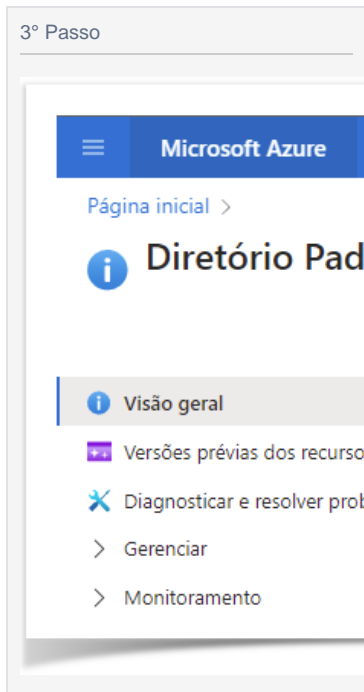 3° Passo
Microsoft Azure
Página inicial >
Diretório Pad
Visão geral
Versões prévias dos recurso
Diagnosticar e resolver prob
Gerenciar
Monitoramento